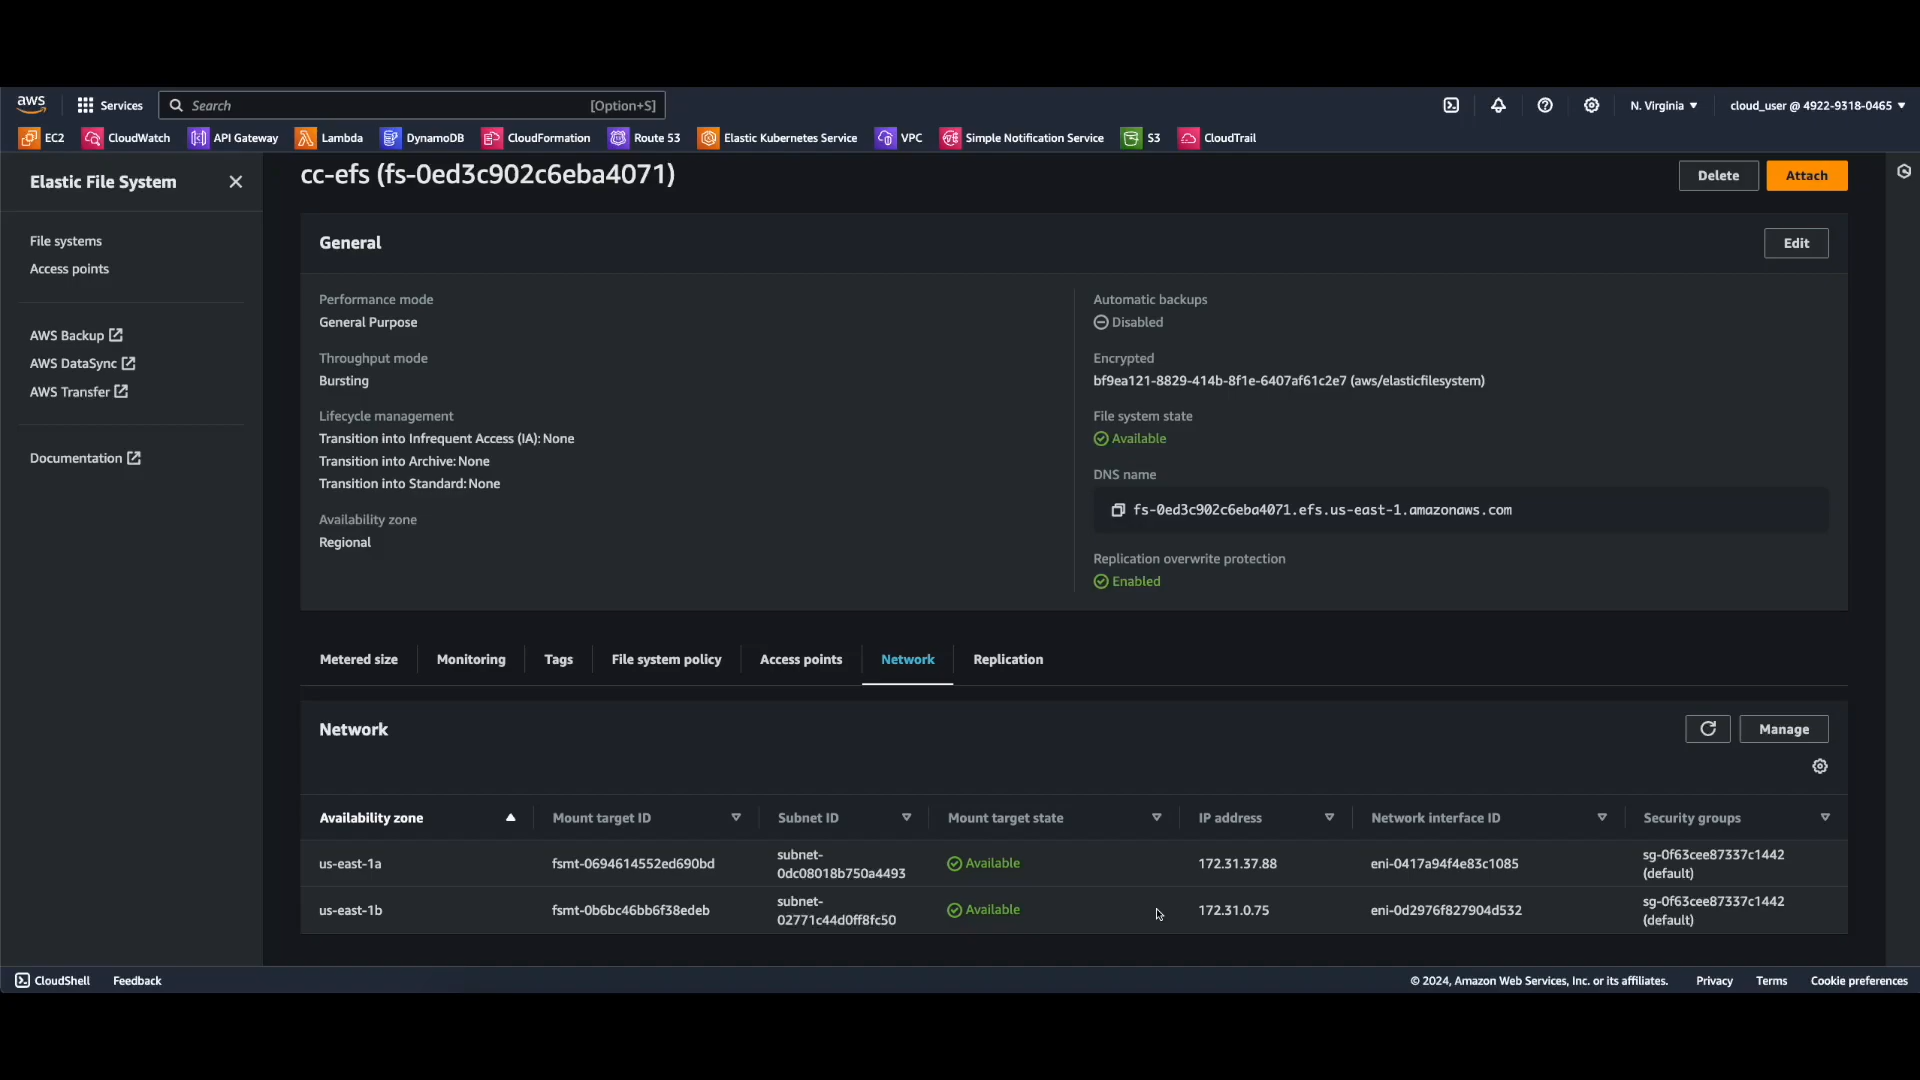 aws Services Search [Option+S] N. Virginia cloud_user @ 4922-9318-0465
EC2 CloudWatch API Gateway Lambda DynamoDB CloudFormation Route 53 Elastic Kubernetes Service VPC Simple Notification Service S3 CloudTrail
Elastic File System
File systems
Access points
AWS Backup
AWS DataSync
AWS Transfer
Documentation
cc-efs (fs-0ed3c902c6eba4071) Delete Attach
General Edit
Performance mode
General Purpose
Throughput mode
Bursting
Lifecycle management
Transition into Infrequent Access (IA): None
Transition into Archive: None
Transition into Standard: None
Availability zone
Regional
Automatic backups
Disabled
Encrypted
bf9ea121-8829-414b-8f1e-6407af61c2e7 (aws/elasticfilesystem)
File system state
Available
DNS name
fs-0ed3c902c6eba4071.efs.us-east-1.amazonaws.com
Replication overwrite protection
Enabled
Metered size Monitoring Tags File system policy Access points Network Replication
Network Manage
Availability zone Mount target ID Subnet ID Mount target state IP address Network interface ID Security groups
us-east-1a fsmt-0694614552ed690bd subnet-0dc08018b750a4493 Available 172.31.37.88 eni-0417a94f4e83c1085 sg-0f63cee87337c1442 (default)
us-east-1b fsmt-0b6bc46bb6f38edeb subnet-02771c44d0ff8fc50 Available 172.31.0.75 eni-0d2976f827904d532 sg-0f63cee87337c1442 (default)
CloudShell Feedback © 2024, Amazon Web Services, Inc. or its affiliates. Privacy Terms Cookie preferences